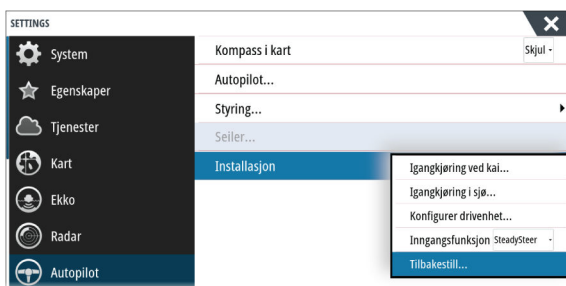 SETTINGS
System
Egenskaper
Tjenester
Kart
Ekko
Radar
Autopilot
Kompass i kart Skjul
Autopilot...
Styring...
Seiler...
Installasjon
Igangkjøring ved kai...
Igangkjøring i sjø...
Konfigurer drivenhet...
Inngangsfunksjon SteadySteer
Tilbakestill...